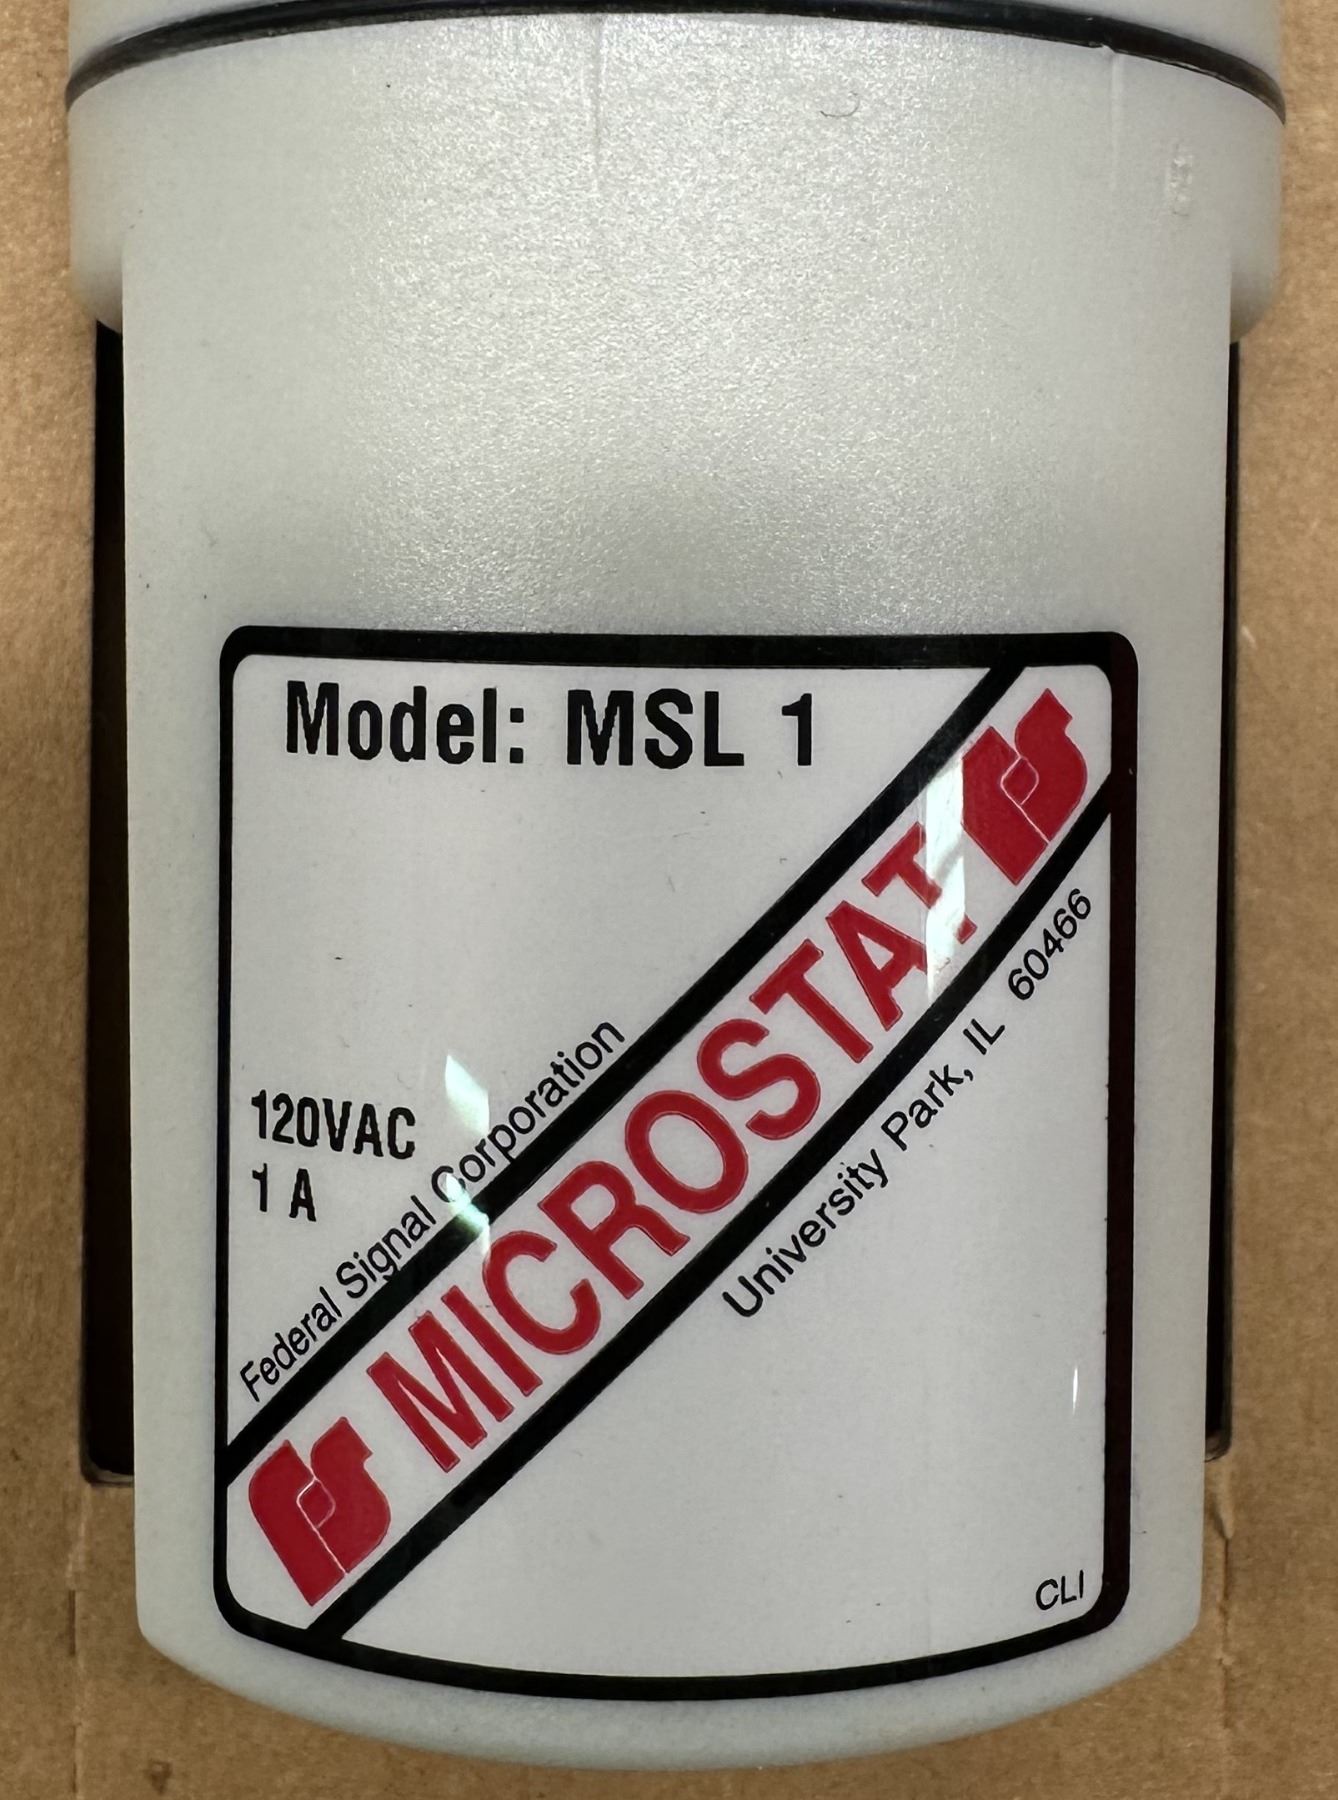 Model: MSL 1
120VAC
1 A
Federal Signal Corporation
MICROSTAT
University Park, IL 60466
CLI